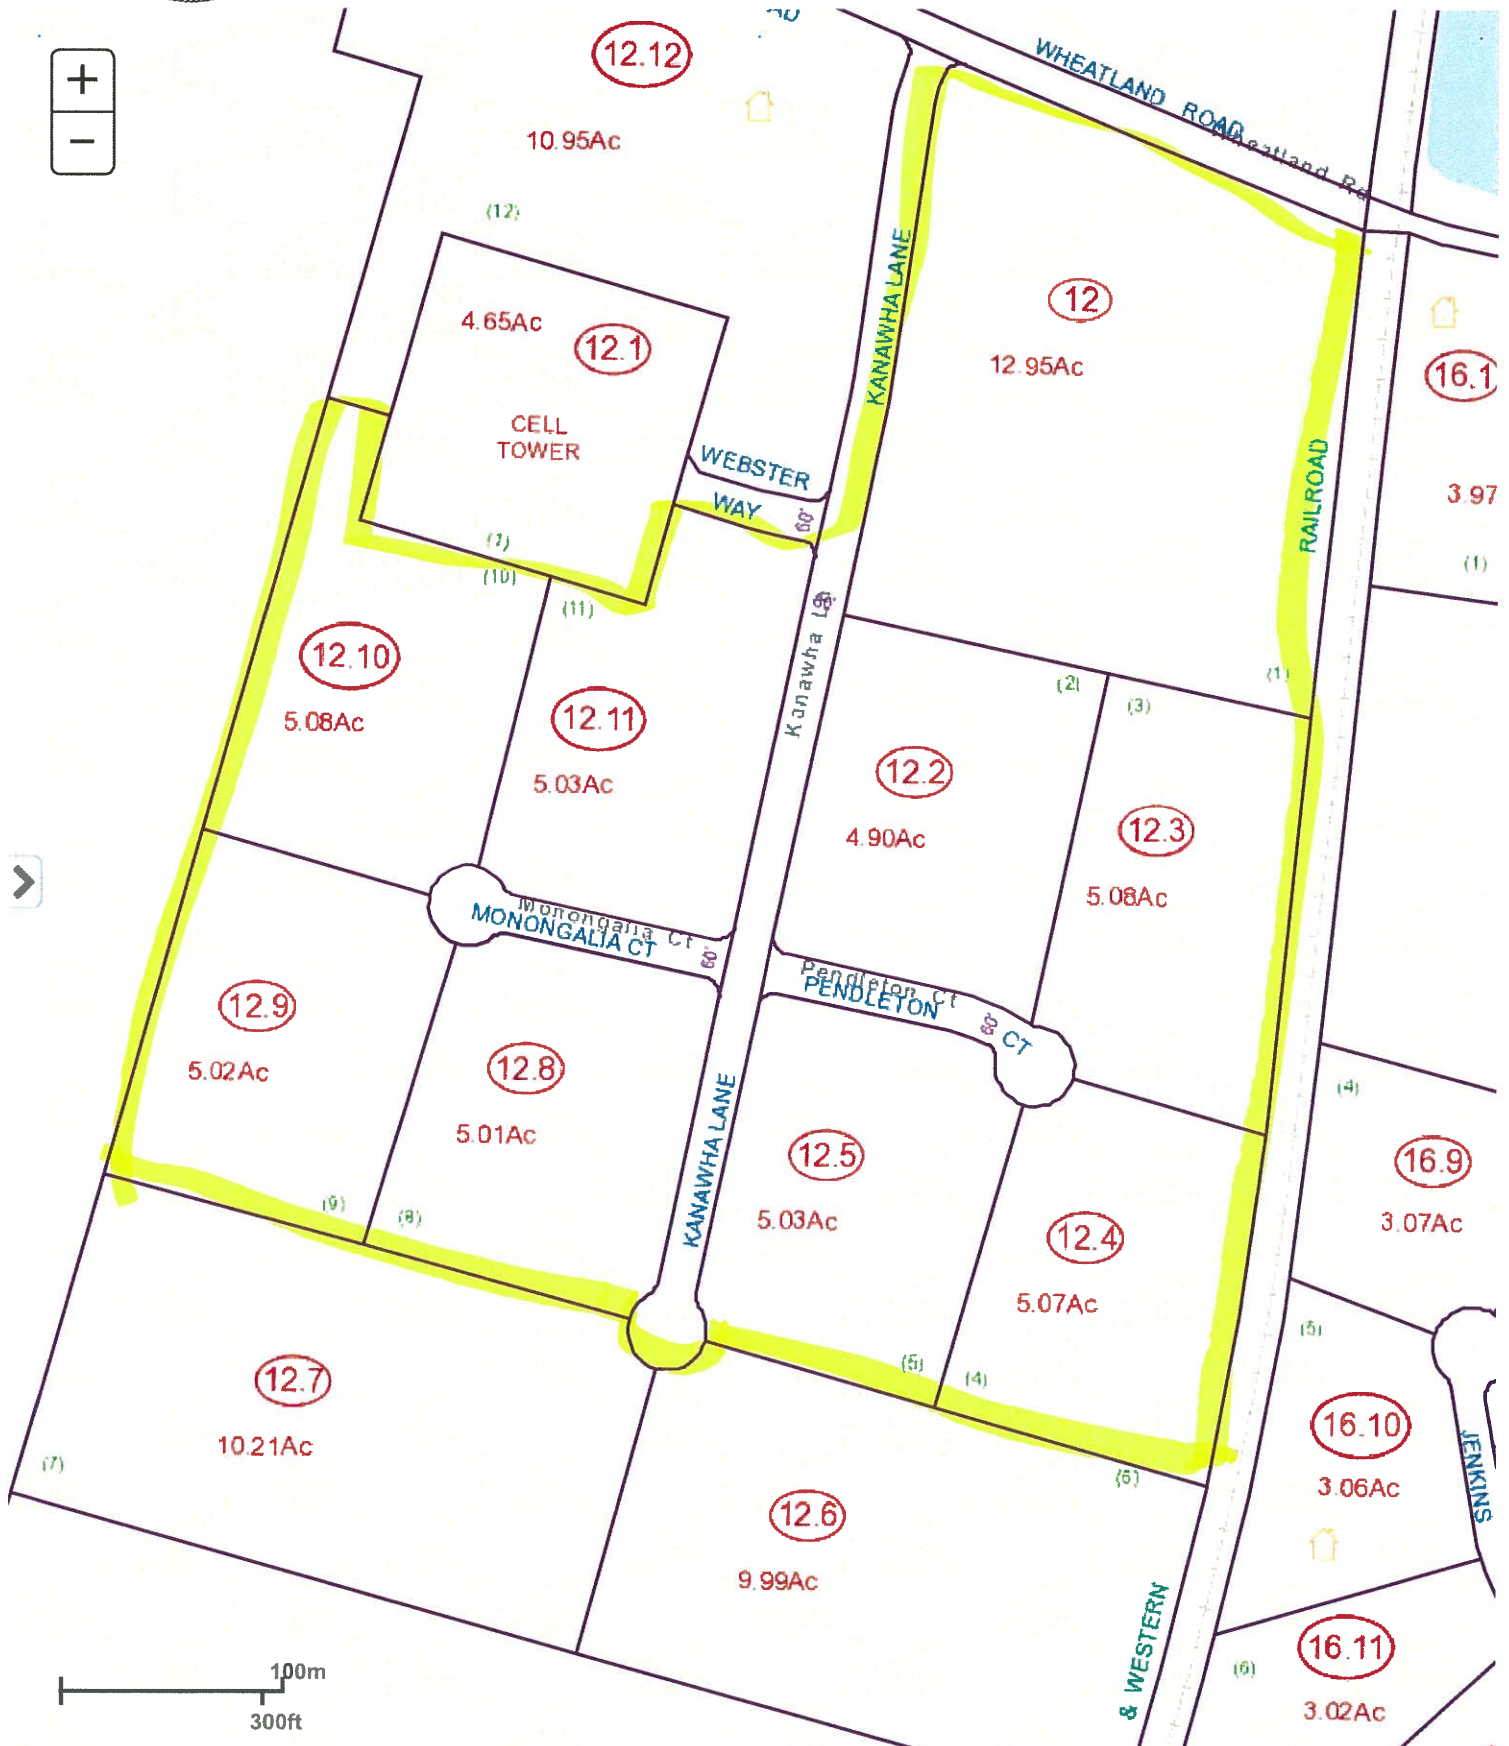 12.12
WHEATLAND ROAD
Wheatland Rd
10.95Ac
(12)
KANAWHA LANE
12
12.95Ac
4.65Ac
12.1
CELL
TOWER
16.1
3.97
(1)
RAILROAD
WEBSTER
WAY
60'
(1)
(10)
(11)
Kanawha Ln
(1)
(2)
(3)
12.10
5.08Ac
12.11
5.03Ac
12.2
4.90Ac
12.3
5.08Ac
Monongalia Ct
MONONGALIA CT
60'
Pendleton Ct
PENDLETON
CT
60'
12.9
5.02Ac
12.8
5.01Ac
KANAWHA LANE
12.5
5.03Ac
12.4
5.07Ac
(4)
16.9
3.07Ac
(9)
(8)
(5)
(4)
(5)
12.7
10.21Ac
(7)
(6)
16.10
3.06Ac
JENKINS
12.6
9.99Ac
& WESTERN
16.11
3.02Ac
(6)
100m
300ft